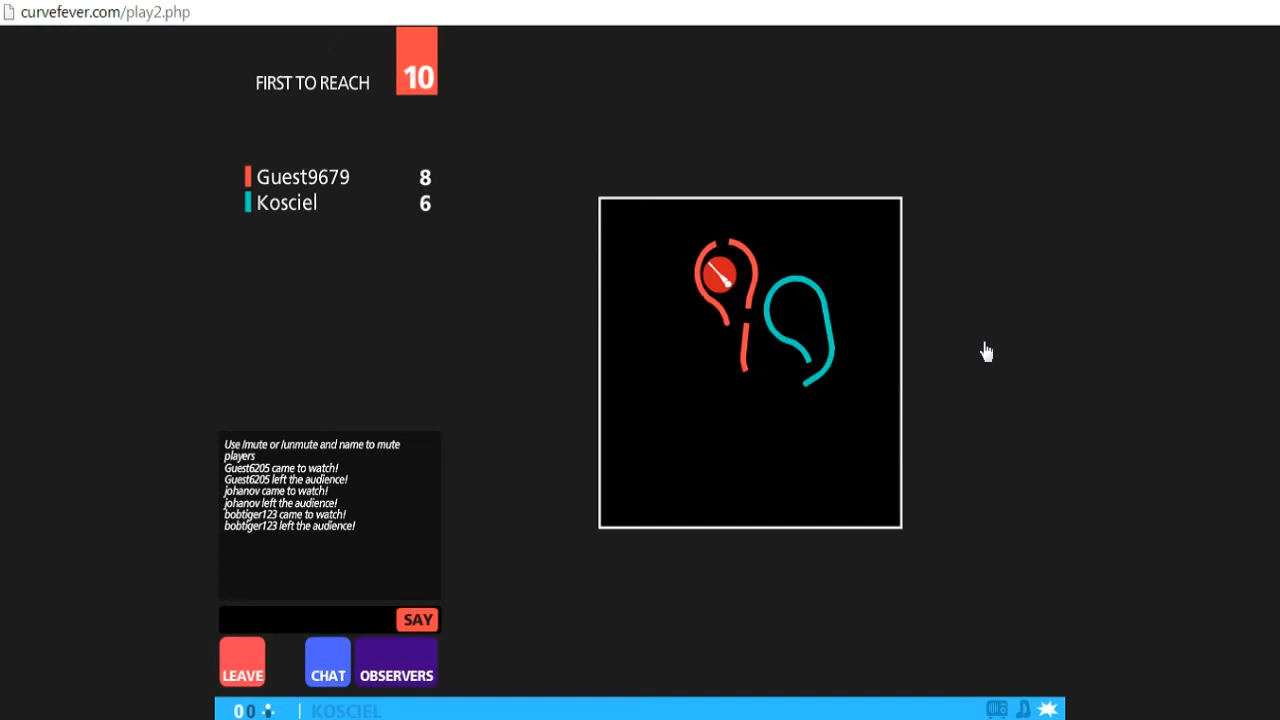 curvefever.com/play2.php
FIRST TO REACH 10
Guest9679 8
Kosciel 6
Use /mute or /unmute and name to mute
players
Guest6205 came to watch!
Guest6205 left the audience!
johanov came to watch!
johanov left the audience!
bobtiger123 came to watch!
bobtiger123 left the audience!
SAY
LEAVE CHAT OBSERVERS
00 KOSCIEL